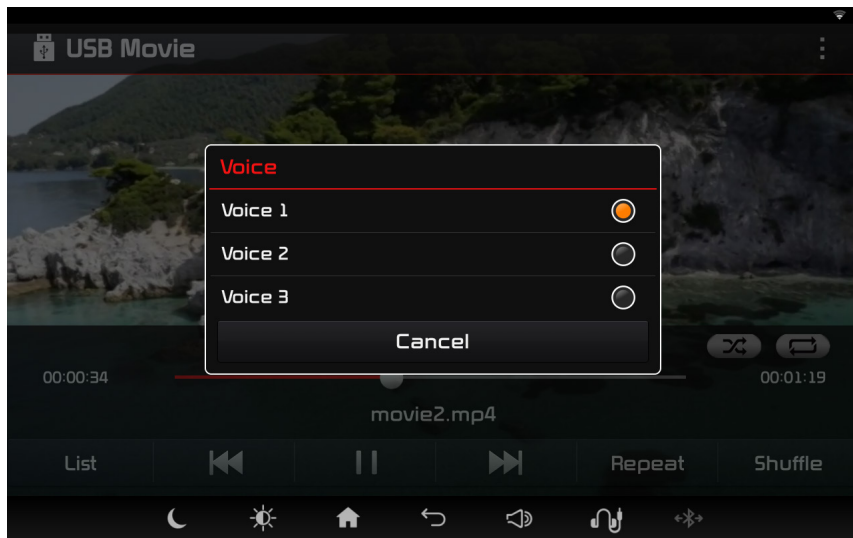 USB Movie
Voice
Voice 1
Voice 2
Voice 3
Cancel
00:00:34
00:01:19
movie2.mp4
List
Repeat
Shuffle